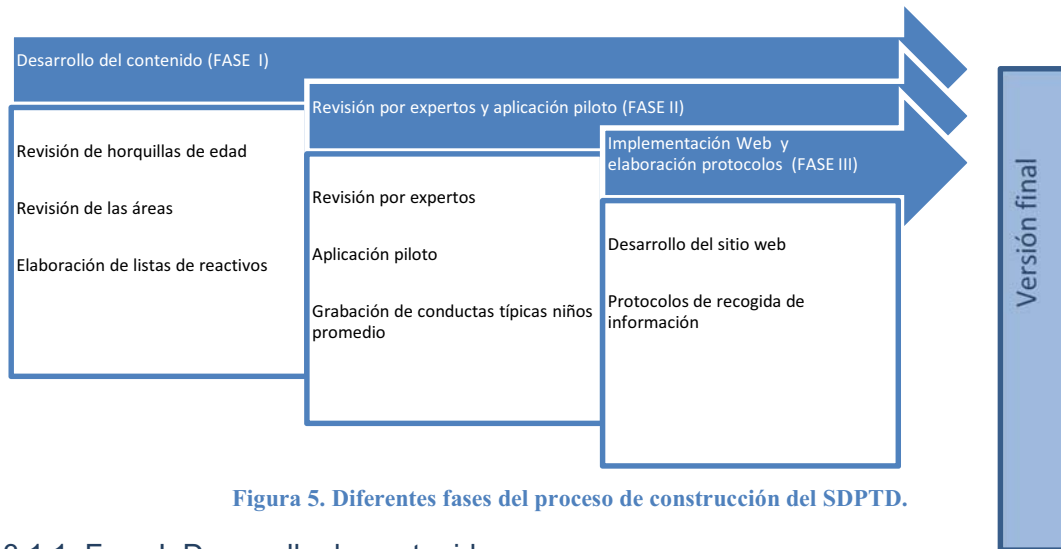 Desarrollo del contenido (FASE I)
Revisión de horquillas de edad
Revisión de las áreas
Elaboración de listas de reactivos
Revisión por expertos y aplicación piloto (FASE II)
Revisión por expertos
Aplicación piloto
Grabación de conductas típicas niños
promedio
Implementación Web y
elaboración protocolos (FASE III)
Desarrollo del sitio web
Protocolos de recogida de
información
Versión final
Figura 5. Diferentes fases del proceso de construcción del SDPTD.